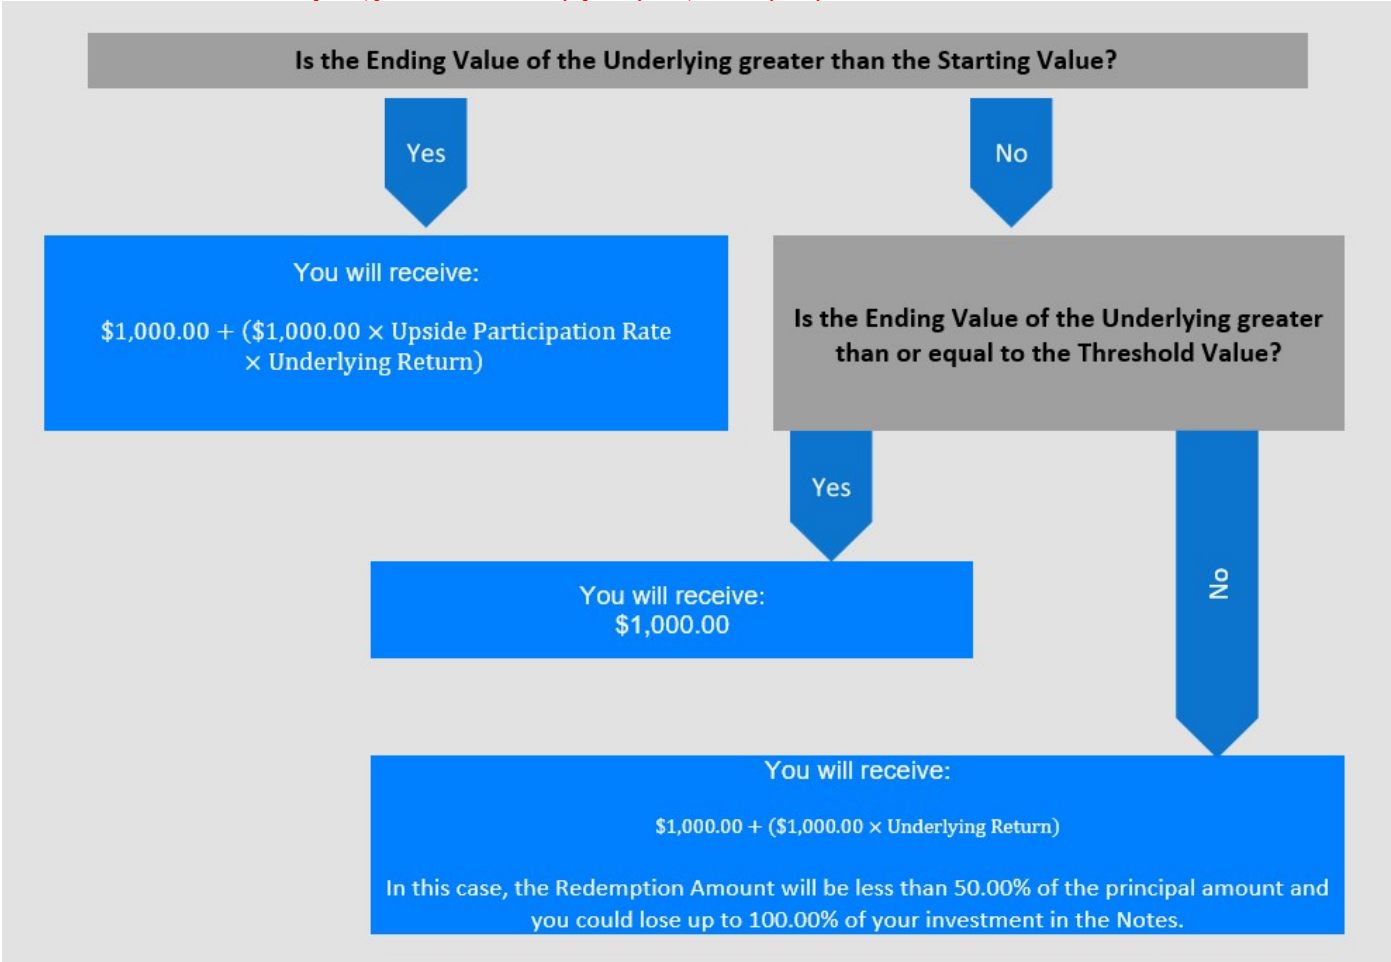 Is the Ending Value of the Underlying greater than the Starting Value?
Yes
No
You will receive:
$1,000.00 + ($1,000.00 × Upside Participation Rate
× Underlying Return)
Is the Ending Value of the Underlying greater
than or equal to the Threshold Value?
Yes
No
You will receive:
$1,000.00
You will receive:
$1,000.00 + ($1,000.00 × Underlying Return)
In this case, the Redemption Amount will be less than 50.00% of the principal amount and
you could lose up to 100.00% of your investment in the Notes.